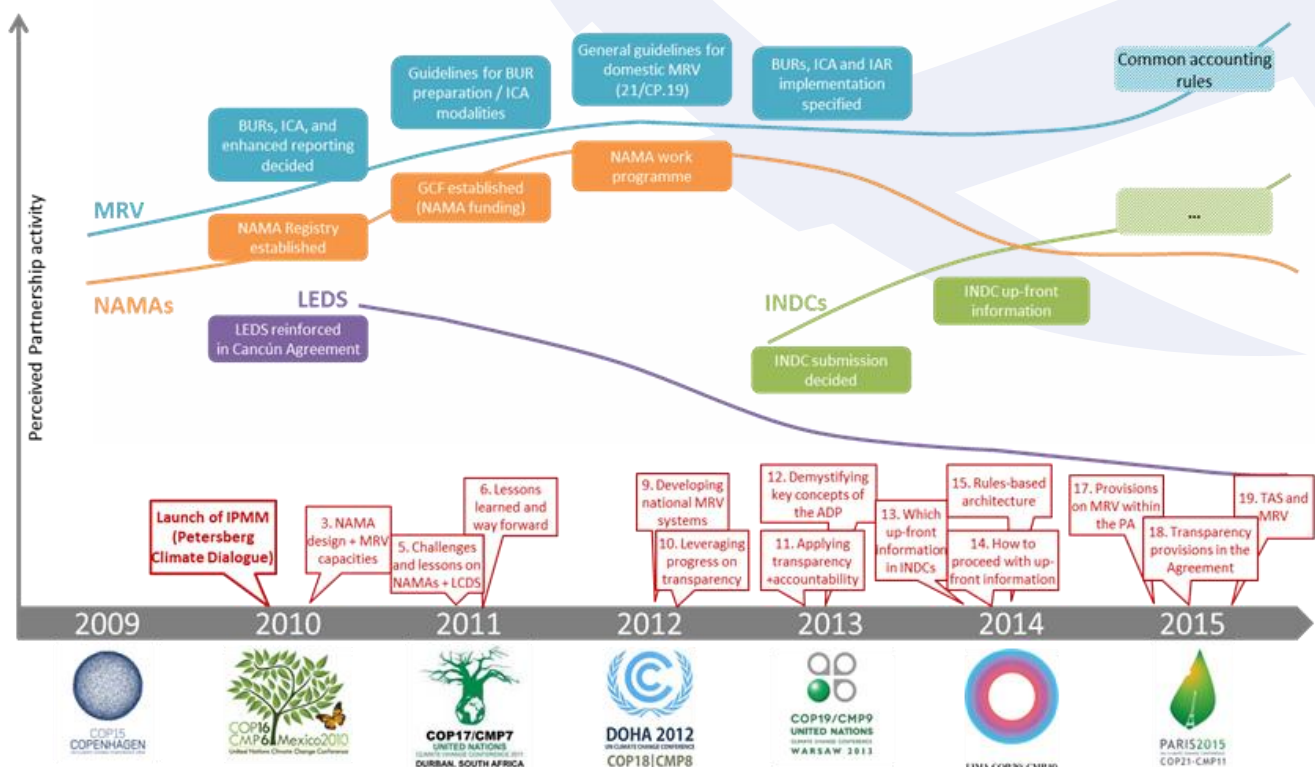 Perceived Partnership activity
General guidelines for
domestic MRV
(21/CP.19)
BURs, ICA and IAR
implementation
specified
Common accounting
rules
Guidelines for BUR
preparation / ICA
modalities
BURs, ICA, and
enhanced reporting
decided
MRV
NAMA work
programme
GCF established
(NAMA funding)
NAMA Registry
established
...
NAMAs
LEDS
INDCs
INDC up-front
information
LEDS reinforced
in Cancún Agreement
INDC submission
decided
Launch of IPMM
(Petersberg
Climate Dialogue)
3. NAMA
design + MRV
capacities
5. Challenges
and lessons on
NAMAs + LCDS
6. Lessons
learned and
way forward
9. Developing
national MRV
systems
10. Leveraging
progress on
transparency
12. Demystifying
key concepts of
the ADP
11. Applying
transparency
+accountability
13. Which
up-front
information
in INDCs
15. Rules-based
architecture
14. How to
proceed with up-
front information
17. Provisions
on MRV within
the PA
18. Transparency
provisions in the
Agreement
19. TAS and
MRV
2009
2010
2011
2012
2013
2014
2015
COP15
COPENHAGEN
COP16
CMP6 Mexico2010
United Nations Climate Change Conference
COP17/CMP7
UNITED NATIONS
CLIMATE CHANGE CONFERENCE 2011
DURBAN, SOUTH AFRICA
DOHA 2012
UN CLIMATE CHANGE CONFERENCE
COP18|CMP8
COP19/CMP9
UNITED NATIONS
CLIMATE CHANGE CONFERENCE
WARSAW 2013
PARIS2015
COP21·CMP11